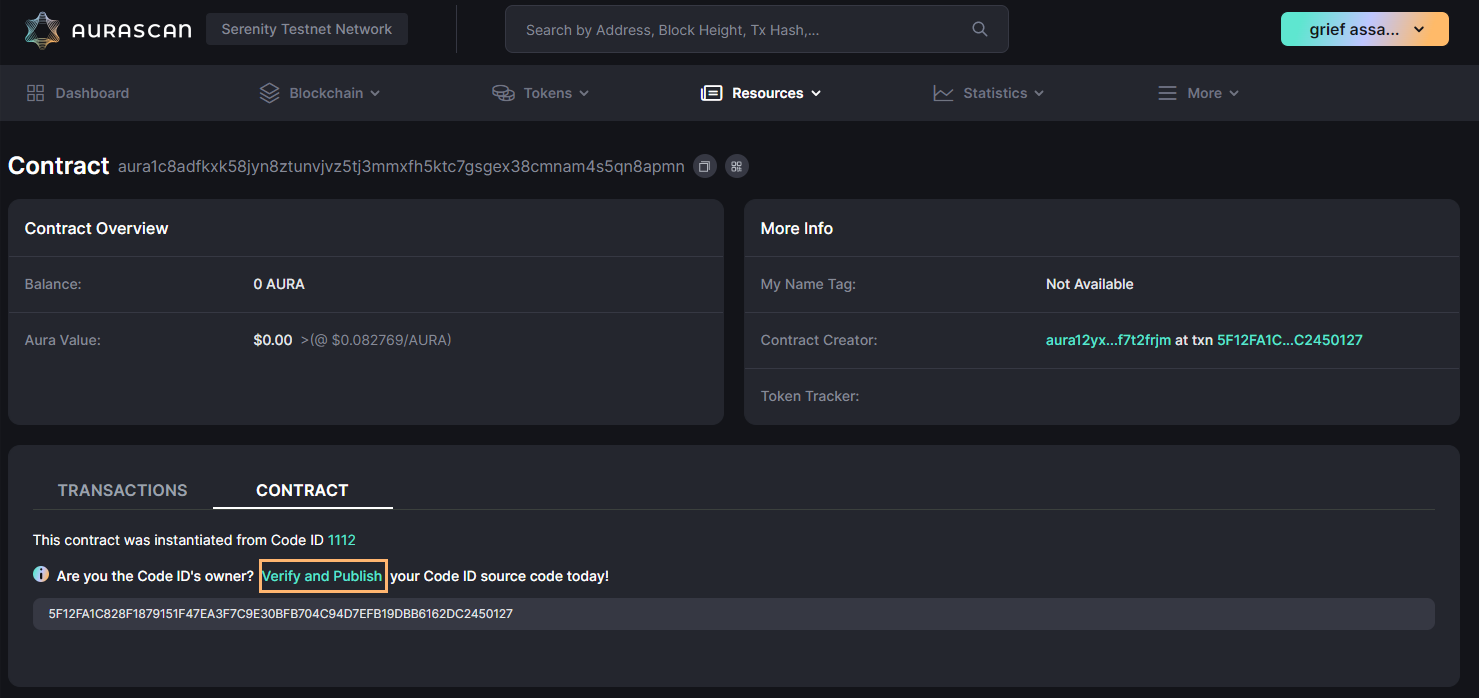 AURASCAN Serenity Testnet Network Search by Address, Block Height, Tx Hash,... grief assa...
Dashboard Blockchain Tokens Resources Statistics More
Contract aura1c8adfkxk58jyn8ztunvjvz5tj3mmxfh5ktc7gsgex38cmnam4s5qn8apmn
Contract Overview
Balance: 0 AURA
Aura Value: $0.00 >(@ $0.082769/AURA)
More Info
My Name Tag: Not Available
Contract Creator: aura12yx...f7t2frjm at txn 5F12FA1C...C2450127
Token Tracker:
TRANSACTIONS CONTRACT
This contract was instantiated from Code ID 1112
Are you the Code ID's owner? Verify and Publish your Code ID source code today!
5F12FA1C828F1879151F47EA3F7C9E30BFB704C94D7EFB19DBB6162DC2450127